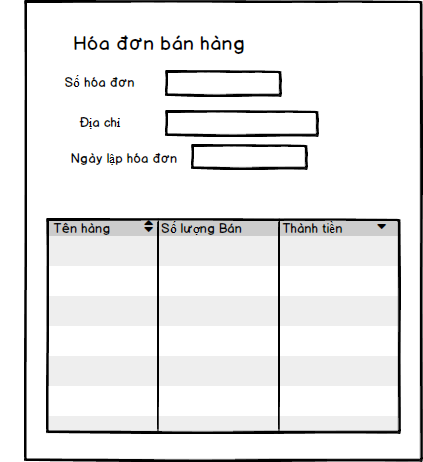 Hóa đơn bán hàng
Số hóa đơn
Địa chỉ
Ngày lập hóa đơn
Tên hàng Số lượng Bán Thành tiền